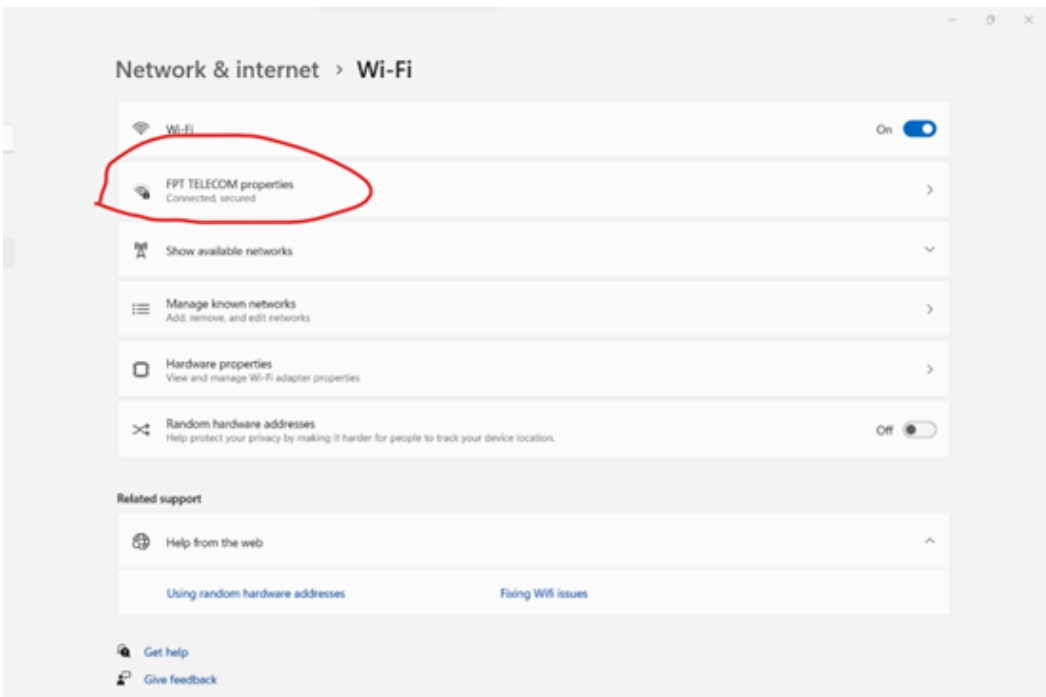 Network & internet > Wi-Fi
Wi-Fi
On
FPT TELECOM properties
Connected, secured
Show available networks
Manage known networks
Add, remove, and edit networks
Hardware properties
View and manage Wi-Fi adapter properties
Random hardware addresses
Help protect your privacy by making it harder for people to track your device location.
Off
Related support
Help from the web
Using random hardware addresses
Fixing Wifi issues
Get help
Give feedback